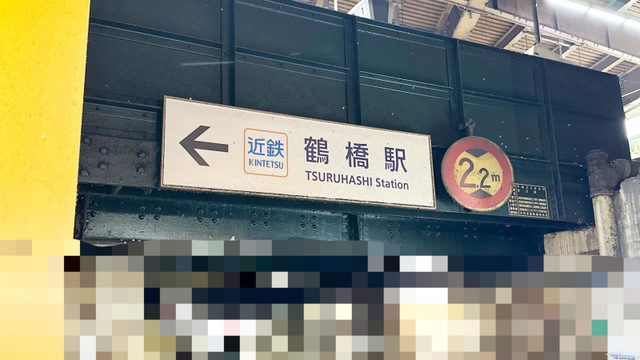 近鉄
KINTETSU
鶴橋駅
TSURUHASHI Station
2.2m